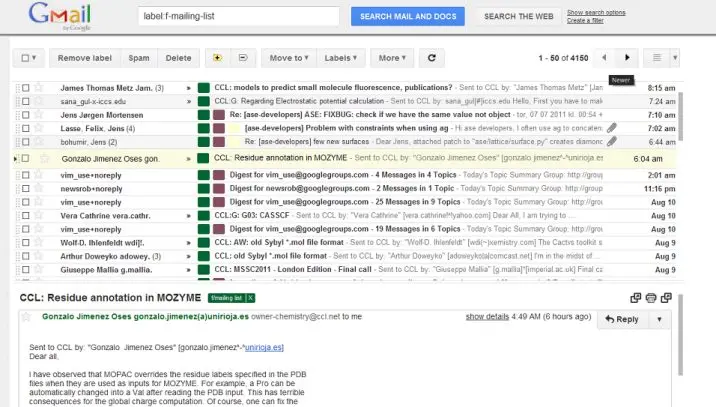 Gmail
by Google
label:f-mailing-list
SEARCH MAIL AND DOCS
SEARCH THE WEB
Show search options
Create a filter
Remove label Spam Delete Move to Labels More 1 - 50 of 4150
Newer
James Thomas Metz Jam. (3) » CCL: models to predict small molecule fluorescence, publications? - Sent to CCL by: "James Thomas Metz" [Jan 8:15 am
sana_gul-x-iccs.edu » CCL:G: Regarding Electrostatic potential calculation - Sent to CCL by: sana_gul[#]iccs.edu Hello, First you have to mak 7:24 am
Jens Jørgen Mortensen Re: [ase-developers] ASE: FIXBUG: check if we have the same value not object - tor, 07 07 2011 kl. 00:54 + 7:10 am
Lasse, Felix, Jens (4) [ase-developers] Problem with constraints when using ag - Hi ase developers, I often use ag to concaten 7:02 am
bohumir, Jens (2) Re: [ase-developers] few new surfaces - Dear Jens, attached patch to "ase/lattice/surface.py" creates diamond 6:44 am
Gonzalo Jimenez Oses gon. » CCL: Residue annotation in MOZYME - Sent to CCL by: "Gonzalo Jimenez Oses" [gonzalo.jimenez^-^unirioja.es] 6:04 am
vim_use+noreply Digest for vim_use@googlegroups.com - 4 Messages in 4 Topics - Today's Topic Summary Group: http://grou 2:01 am
newsrob+noreply Digest for newsrob@googlegroups.com - 2 Messages in 1 Topic - Today's Topic Summary Group: http://group 11:16 pm
vim_use+noreply Digest for vim_use@googlegroups.com - 25 Messages in 9 Topics - Today's Topic Summary Group: http://gro Aug 10
Vera Cathrine vera.cathr. » CCL:G: G03: CASSCF - Sent to CCL by: "Vera Cathrine" [vera.cathrine!^!yahoo.com] Dear All, I am trying to ... Aug 10
vim_use+noreply Digest for vim_use@googlegroups.com - 19 Messages in 6 Topics - Today's Topic Summary Group: http://gro Aug 10
Wolf-D. Ihlenfeldt wdi]!. » CCL: AW: old Sybyl *.mol file format - Sent to CCL by: "Wolf-D. Ihlenfeldt" [wdi(~)xemistry.com] The Cactvs toolkit s Aug 9
Arthur Doweyko adowey. (3) » CCL: old Sybyl *.mol file format - Sent to CCL by: "Arthur Doweyko" [adoweyko(a)comcast.net] I'm in the midst of ... Aug 9
Giuseppe Mallia g.mallia. » CCL: MSSC2011 - London Edition - Final call - Sent to CCL by: "Giuseppe Mallia" [g.mallia]*[imperial.ac.uk] Final cal Aug 9
CCL: Residue annotation in MOZYME f/mailing list X
Gonzalo Jimenez Oses gonzalo.jimenez(a)unirioja.es owner-chemistry@ccl.net to me show details 4:49 AM (6 hours ago) Reply
Sent to CCL by: "Gonzalo Jimenez Oses" [gonzalo.jimenez^-^unirioja.es]
Dear all,
I have observed that MOPAC overrides the residue labels specified in the PDB
files when they are used as inputs for MOZYME. For example, a Pro can be
automatically changed into a Val after reading the PDB input. This has terrible
consequences for the global charge computation. Of course, one can fix the